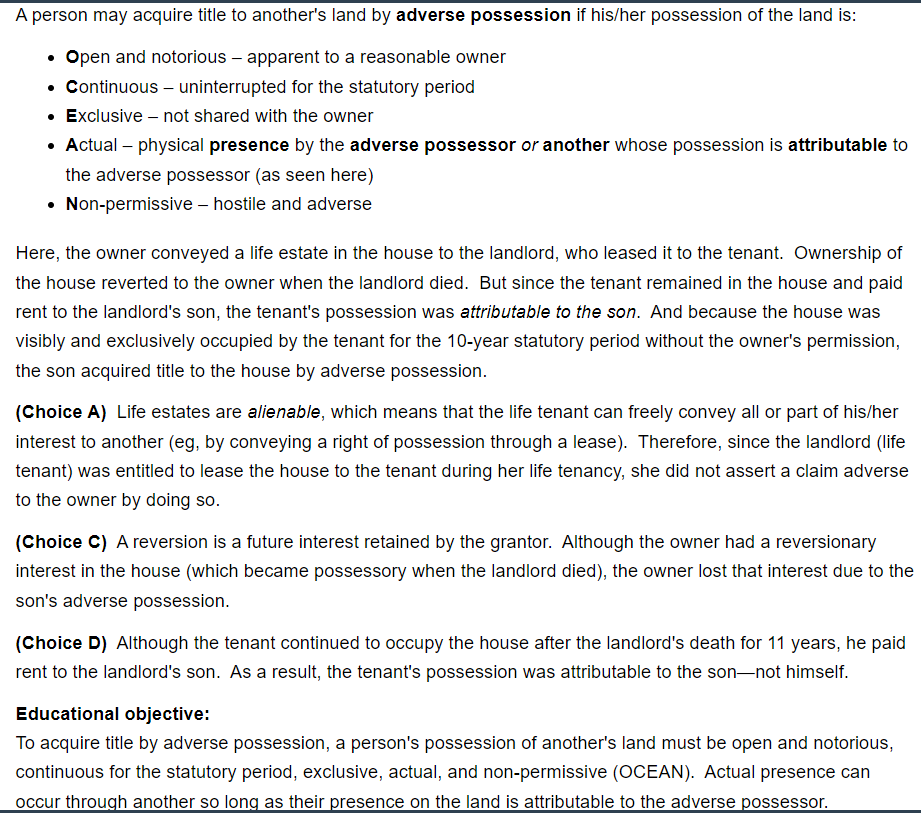 A person may acquire title to another's land by adverse possession if his/her possession of the land is:
• Open and notorious – apparent to a reasonable owner
• Continuous – uninterrupted for the statutory period
• Exclusive – not shared with the owner
• Actual – physical presence by the adverse possessor or another whose possession is attributable to
the adverse possessor (as seen here)
• Non-permissive – hostile and adverse
Here, the owner conveyed a life estate in the house to the landlord, who leased it to the tenant.  Ownership of
the house reverted to the owner when the landlord died.  But since the tenant remained in the house and paid
rent to the landlord's son, the tenant's possession was attributable to the son.  And because the house was
visibly and exclusively occupied by the tenant for the 10-year statutory period without the owner's permission,
the son acquired title to the house by adverse possession.
(Choice A)  Life estates are alienable, which means that the life tenant can freely convey all or part of his/her
interest to another (eg, by conveying a right of possession through a lease).  Therefore, since the landlord (life
tenant) was entitled to lease the house to the tenant during her life tenancy, she did not assert a claim adverse
to the owner by doing so.
(Choice C)  A reversion is a future interest retained by the grantor.  Although the owner had a reversionary
interest in the house (which became possessory when the landlord died), the owner lost that interest due to the
son's adverse possession.
(Choice D)  Although the tenant continued to occupy the house after the landlord's death for 11 years, he paid
rent to the landlord's son.  As a result, the tenant's possession was attributable to the son—not himself.
Educational objective:
To acquire title by adverse possession, a person's possession of another's land must be open and notorious,
continuous for the statutory period, exclusive, actual, and non-permissive (OCEAN).  Actual presence can
occur through another so long as their presence on the land is attributable to the adverse possessor.